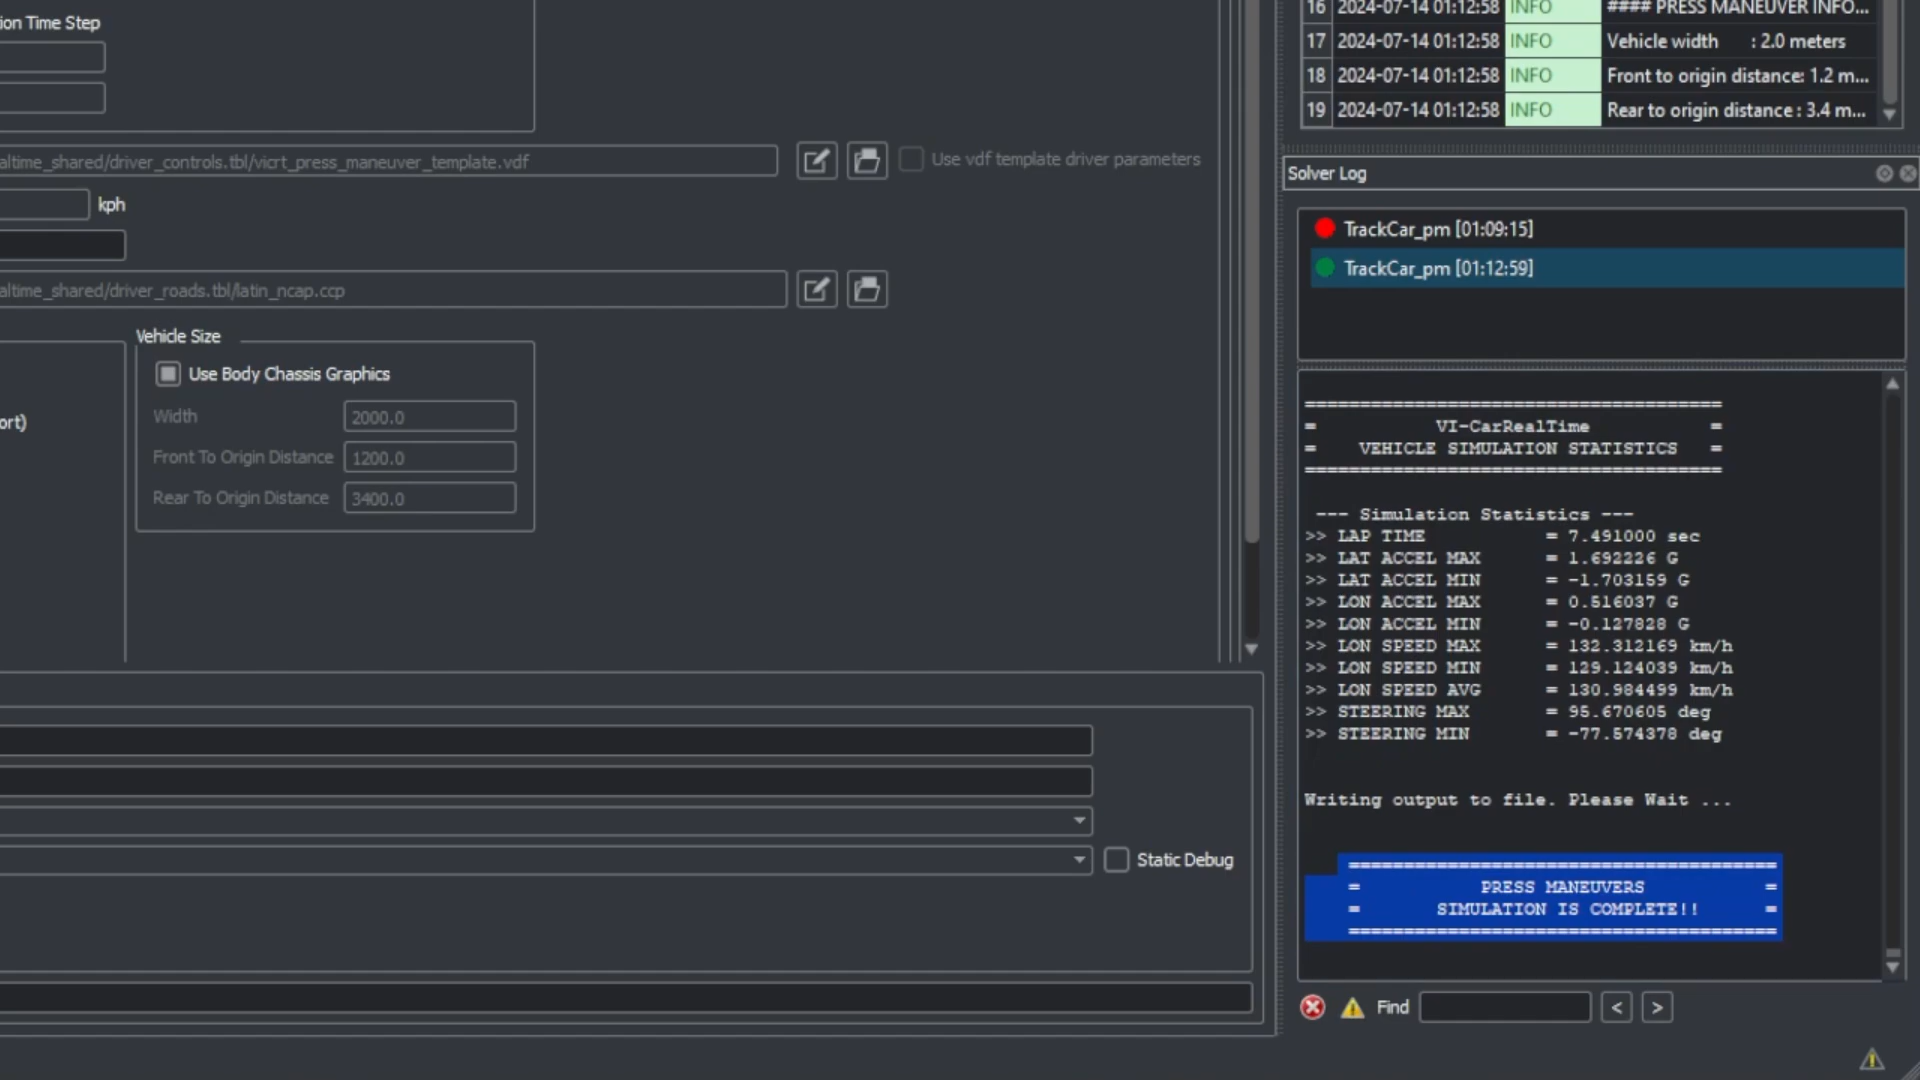 ion Time Step
altime_shared/driver_controls.tbl/vicrt_press_maneuver_template.vdf
Use vdf template driver parameters
kph
altime_shared/driver_roads.tbl/latin_ncap.ccp
Vehicle Size
Use Body Chassis Graphics
ort)
Width 2000.0
Front To Origin Distance 1200.0
Rear To Origin Distance 3400.0
Static Debug
16 2024-07-14 01:12:58 INFO #### PRESS MANEUVER INFO...
17 2024-07-14 01:12:58 INFO Vehicle width : 2.0 meters
18 2024-07-14 01:12:58 INFO Front to origin distance: 1.2 m...
19 2024-07-14 01:12:58 INFO Rear to origin distance : 3.4 m...
Solver Log
TrackCar_pm [01:09:15]
TrackCar_pm [01:12:59]
======================================
= VI-CarRealTime =
= VEHICLE SIMULATION STATISTICS =
======================================
--- Simulation Statistics ---
>> LAP TIME = 7.491000 sec
>> LAT ACCEL MAX = 1.692226 G
>> LAT ACCEL MIN = -1.703159 G
>> LON ACCEL MAX = 0.516037 G
>> LON ACCEL MIN = -0.127828 G
>> LON SPEED MAX = 132.312169 km/h
>> LON SPEED MIN = 129.124039 km/h
>> LON SPEED AVG = 130.984499 km/h
>> STEERING MAX = 95.670605 deg
>> STEERING MIN = -77.574378 deg
Writing output to file. Please Wait ...
=======================================
= PRESS MANEUVERS =
= SIMULATION IS COMPLETE!! =
=======================================
Find < >